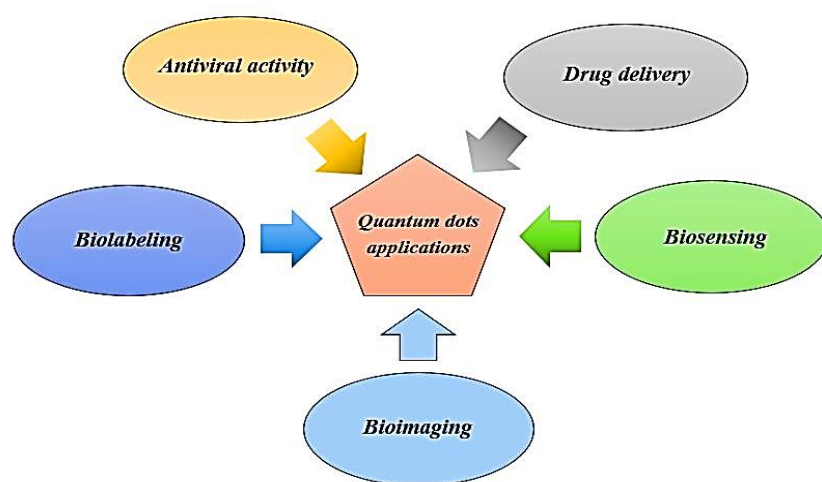 Antiviral activity
Drug delivery
Quantum dots
applications
Biolabeling
Biosensing
Bioimaging